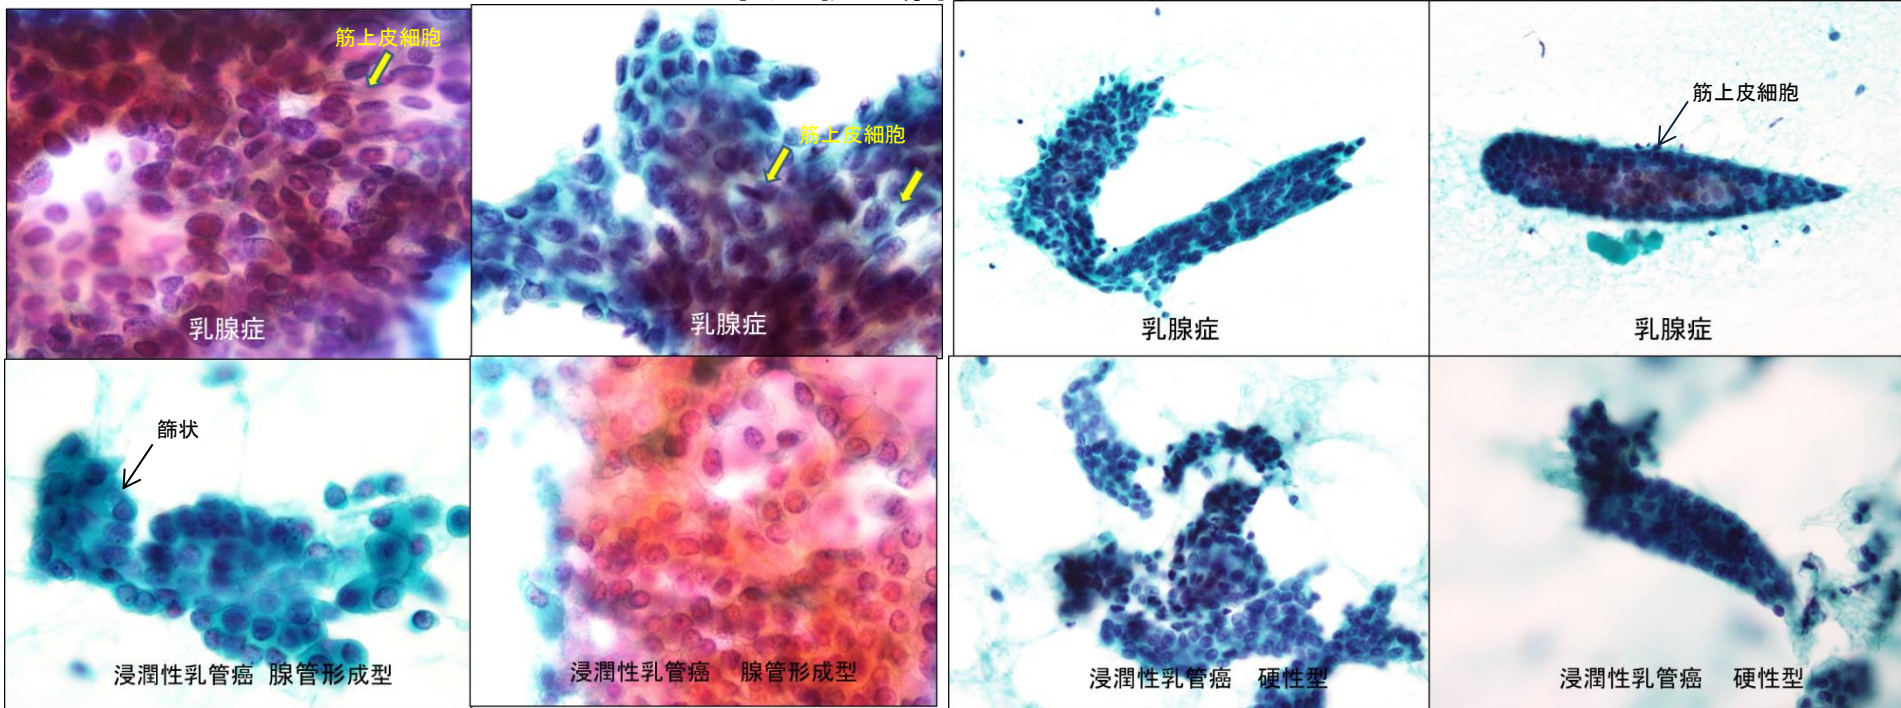 筋上皮細胞
乳腺症
筋上皮細胞
乳腺症
乳腺症
筋上皮細胞
乳腺症
篩状
浸潤性乳管癌 腺管形成型
浸潤性乳管癌 腺管形成型
浸潤性乳管癌 硬性型
浸潤性乳管癌 硬性型